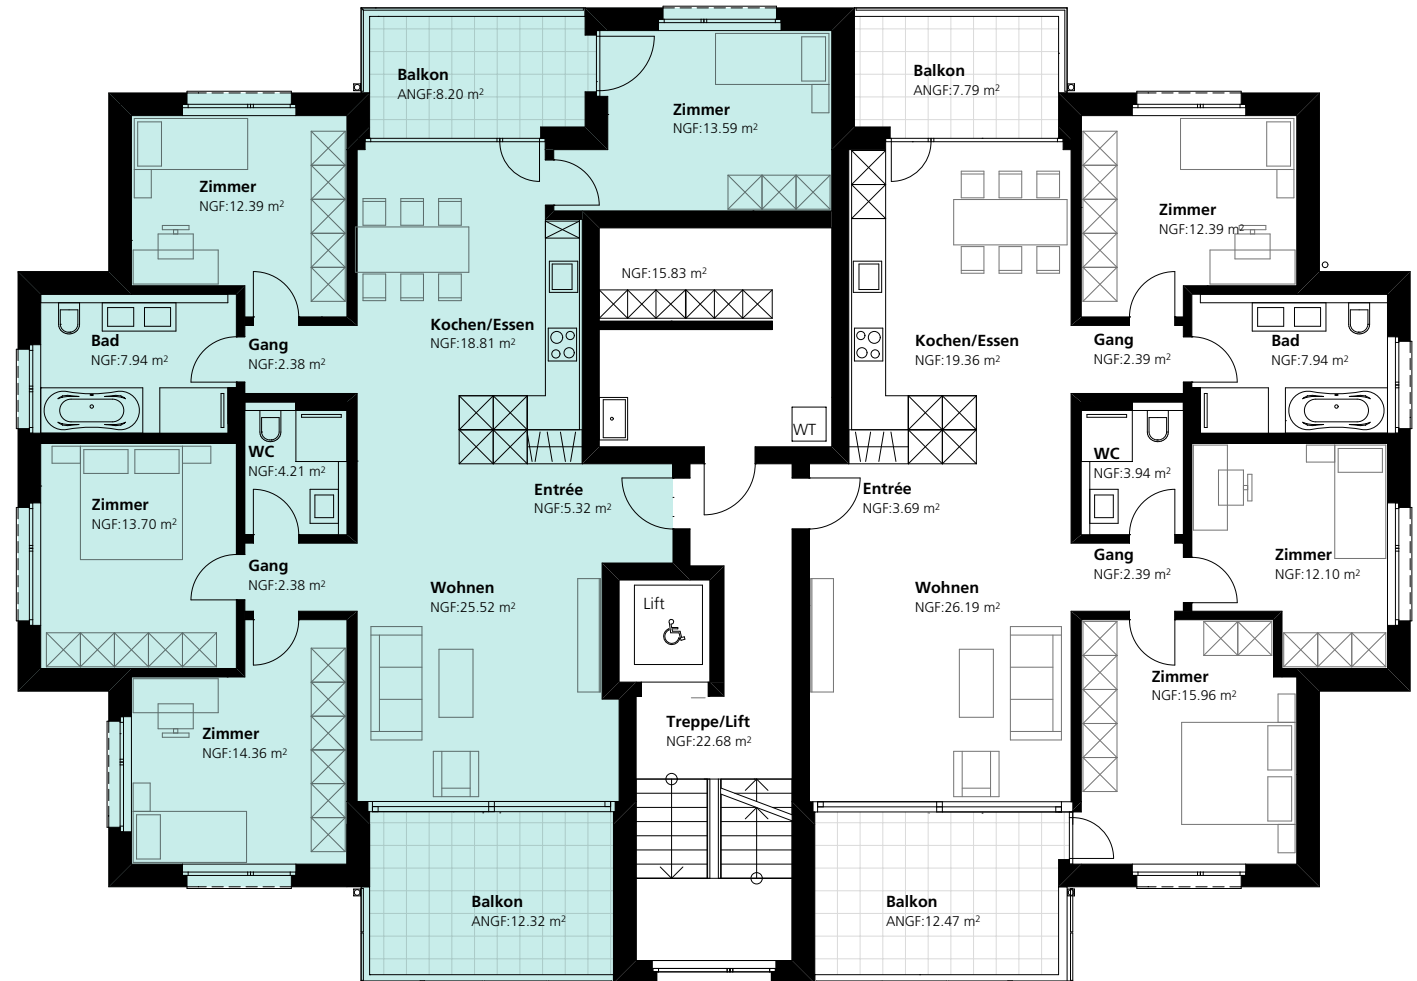 Balkon
ANGF:8.20 m²
Zimmer
NGF:13.59 m²
Balkon
ANGF:7.79 m²
Zimmer
NGF:12.39 m²
Zimmer
NGF:12.39 m²
NGF:15.83 m²
Kochen/Essen
NGF:18.81 m²
Bad
NGF:7.94 m²
Gang
NGF:2.38 m²
Kochen/Essen
NGF:19.36 m²
Gang
NGF:2.39 m²
Bad
NGF:7.94 m²
WT
WC
NGF:4.21 m²
WC
NGF:3.94 m²
Zimmer
NGF:13.70 m²
Entrée
NGF:5.32 m²
Entrée
NGF:3.69 m²
Gang
NGF:2.38 m²
Gang
NGF:2.39 m²
Zimmer
NGF:12.10 m²
Wohnen
NGF:25.52 m²
Lift
Wohnen
NGF:26.19 m²
Zimmer
NGF:15.96 m²
Zimmer
NGF:14.36 m²
Treppe/Lift
NGF:22.68 m²
Balkon
ANGF:12.32 m²
Balkon
ANGF:12.47 m²